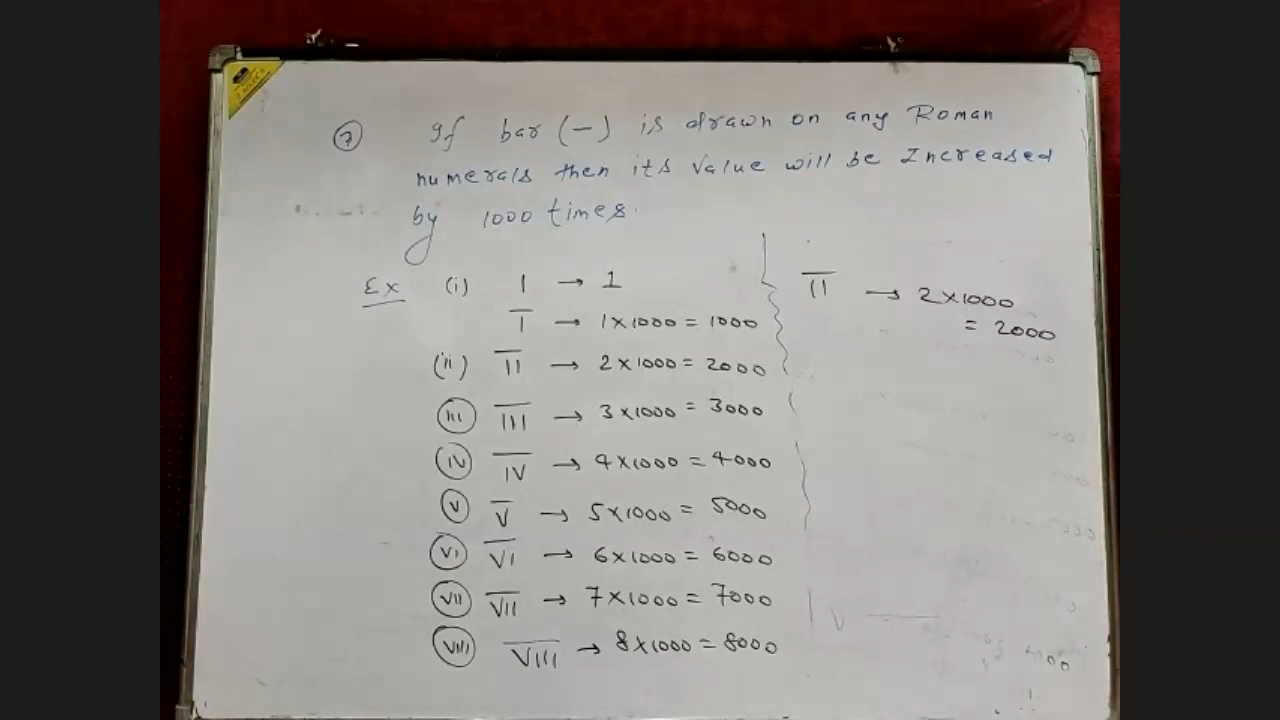 ⑦ If bar (—) is drawn on any Roman
numerals then its value will be Increased
by 1000 times.
Ex (i) I → 1
I̅ → 1×1000 = 1000
(ii) I̅I̅ → 2×1000 = 2000
(III) I̅I̅I̅ → 3×1000 = 3000
(IV) I̅V̅ → 4×1000 = 4000
(V) V̅ → 5×1000 = 5000
(VI) V̅I̅ → 6×1000 = 6000
(VII) V̅I̅I̅ → 7×1000 = 7000
(VIII) V̅I̅I̅I̅ → 8×1000 = 8000
I̅I̅ → 2×1000
= 2000